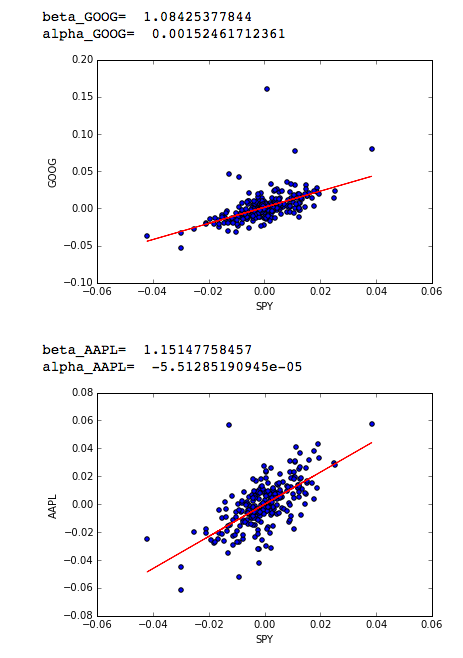 beta_GOOG=  1.08425377844
alpha_GOOG=  0.00152461712361
0.20
0.15
0.10
0.05
0.00
−0.05
−0.10
GOOG
−0.06 −0.04 −0.02 0.00 0.02 0.04 0.06
SPY
beta_AAPL=  1.15147758457
alpha_AAPL=  -5.51285190945e-05
0.08
0.06
0.04
0.02
0.00
−0.02
−0.04
−0.06
−0.08
AAPL
−0.06 −0.04 −0.02 0.00 0.02 0.04 0.06
SPY